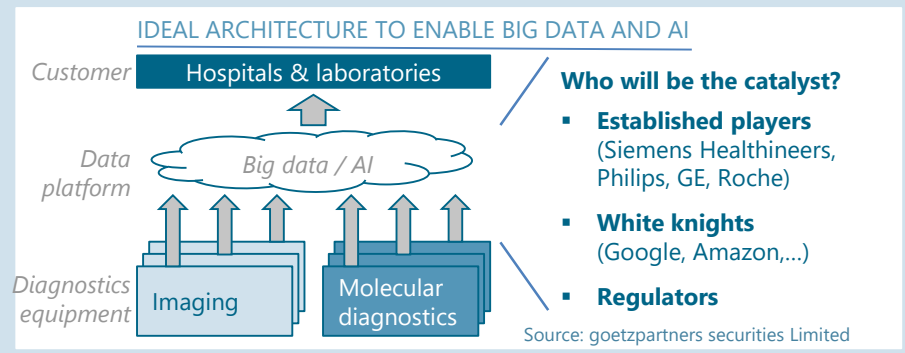 IDEAL ARCHITECTURE TO ENABLE BIG DATA AND AI
Customer
Hospitals & laboratories
Data
platform
Big data / AI
Diagnostics
equipment
Imaging
Molecular
diagnostics
Who will be the catalyst?
▪ Established players
(Siemens Healthineers,
Philips, GE, Roche)
▪ White knights
(Google, Amazon,...)
▪ Regulators
Source: goetzpartners securities Limited